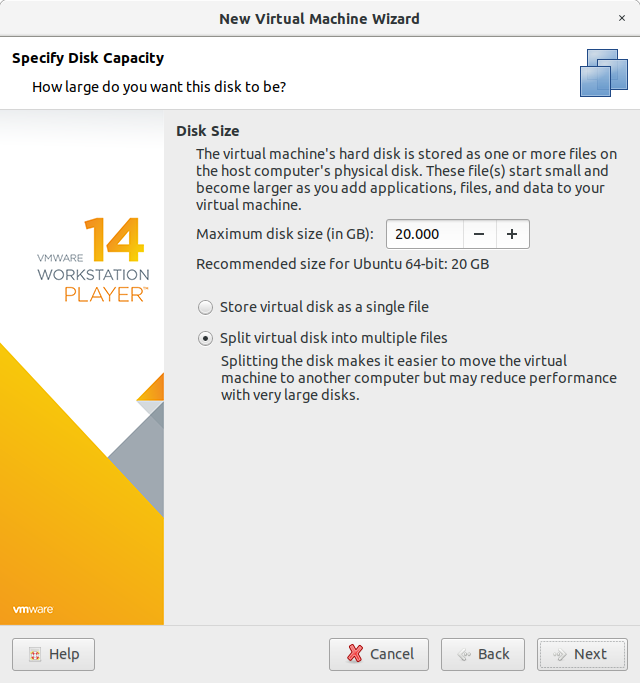 New Virtual Machine Wizard
×
Specify Disk Capacity
How large do you want this disk to be?
Disk Size
The virtual machine's hard disk is stored as one or more files on
the host computer's physical disk. These file(s) start small and
become larger as you add applications, files, and data to your
virtual machine.
Maximum disk size (in GB): 20.000 − +
Recommended size for Ubuntu 64-bit: 20 GB
Store virtual disk as a single file
Split virtual disk into multiple files
Splitting the disk makes it easier to move the virtual
machine to another computer but may reduce performance
with very large disks.
VMWARE 14
WORKSTATION
PLAYER™
vmware
Help
Cancel
Back
Next